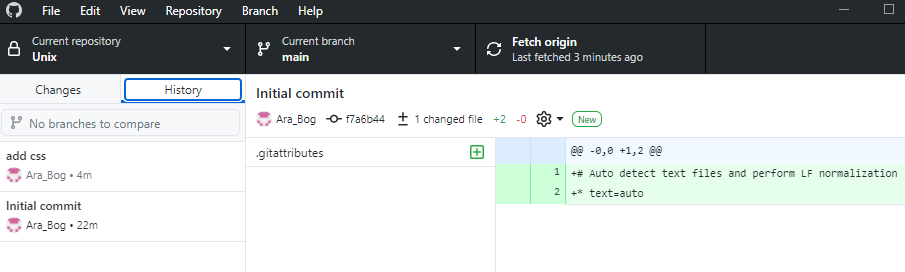 File Edit View Repository Branch Help
Current repository
Unix
Current branch
main
Fetch origin
Last fetched 3 minutes ago
Changes
History
No branches to compare
add css
Ara_Bog • 4m
Initial commit
Ara_Bog • 22m
Initial commit
Ara_Bog f7a6b44 1 changed file +2 -0 New
.gitattributes
@@ -0,0 +1,2 @@
1 +# Auto detect text files and perform LF normalization
2 +* text=auto